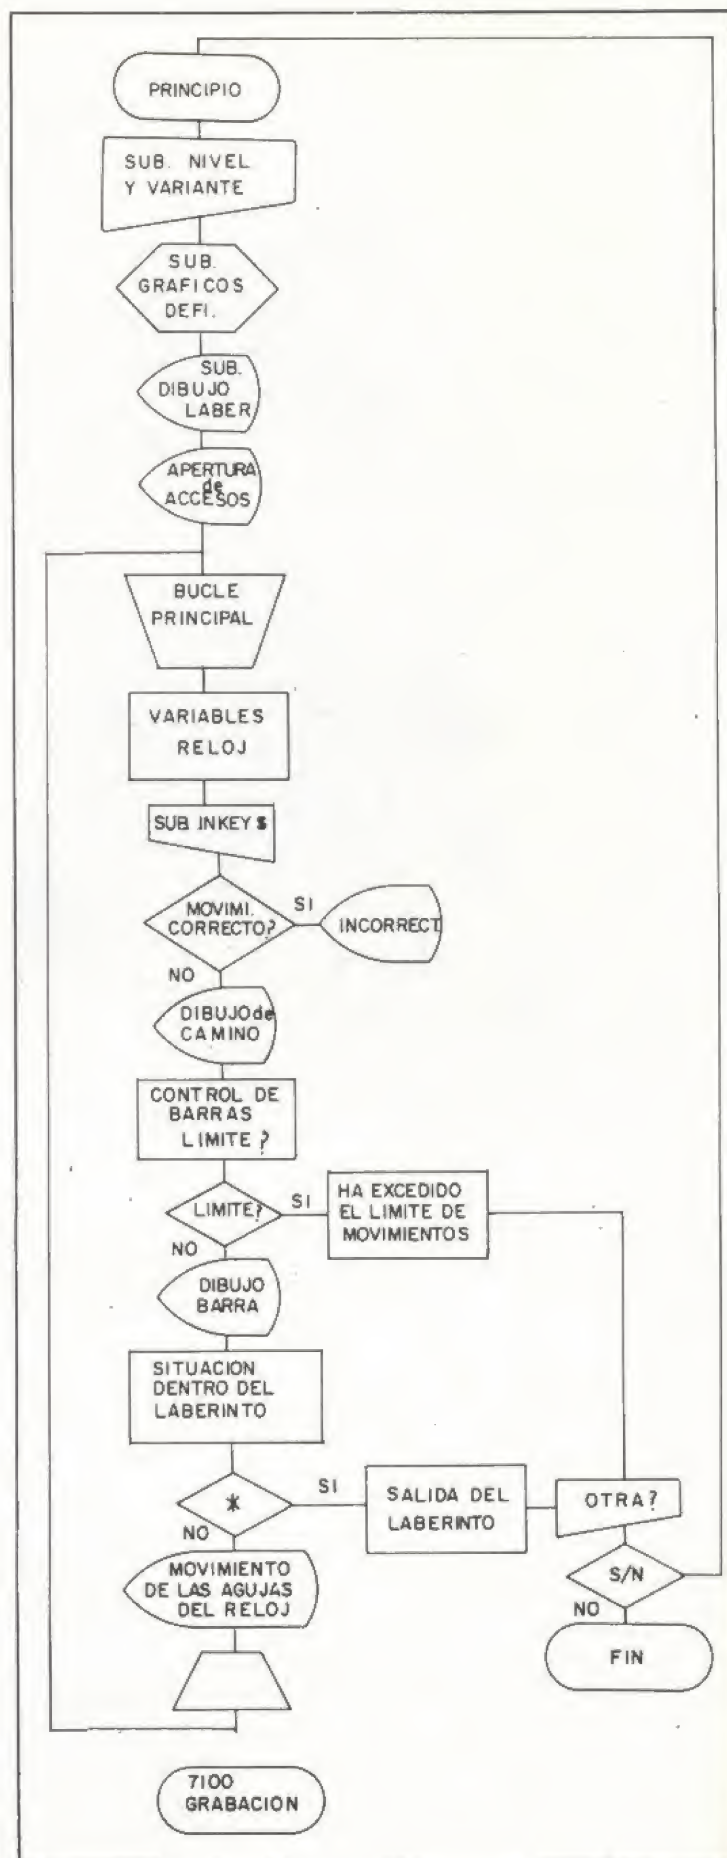 PRINCIPIO
SUB. NIVEL
Y VARIANTE
SUB.
GRAFICOS
DEFI.
SUB.
DIBUJO
LABER
APERTURA
de
ACCESOS
BUCLE
PRINCIPAL
VARIABLES
RELOJ
SUB. INKEY $
MOVIMI.
CORRECTO?
SI
INCORRECT
NO
DIBUJO de
CAMINO
CONTROL DE
BARRAS
LIMITE ?
LIMITE?
SI
HA EXCEDIDO
EL LIMITE DE
MOVIMIENTOS
NO
DIBUJO
BARRA
SITUACION
DENTRO DEL
LABERINTO
*
SI
SALIDA DEL
LABERINTO
OTRA?
NO
S/N
NO
FIN
MOVIMIENTO
DE LAS AGUJAS
DEL RELOJ
7100
GRABACION